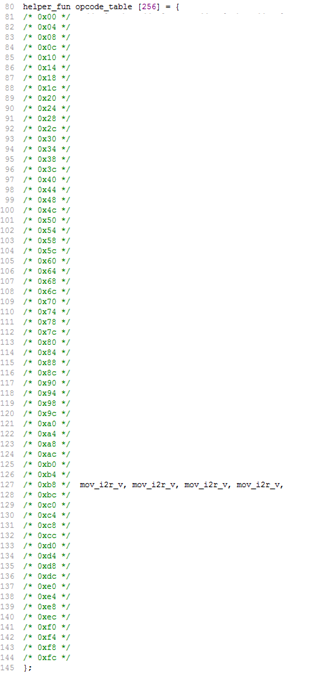 80 helper_fun opcode_table [256] = {
81 /* 0x00 */
82 /* 0x04 */
83 /* 0x08 */
84 /* 0x0c */
85 /* 0x10 */
86 /* 0x14 */
87 /* 0x18 */
88 /* 0x1c */
89 /* 0x20 */
90 /* 0x24 */
91 /* 0x28 */
92 /* 0x2c */
93 /* 0x30 */
94 /* 0x34 */
95 /* 0x38 */
96 /* 0x3c */
97 /* 0x40 */
98 /* 0x44 */
99 /* 0x48 */
100 /* 0x4c */
101 /* 0x50 */
102 /* 0x54 */
103 /* 0x58 */
104 /* 0x5c */
105 /* 0x60 */
106 /* 0x64 */
107 /* 0x68 */
108 /* 0x6c */
109 /* 0x70 */
110 /* 0x74 */
111 /* 0x78 */
112 /* 0x7c */
113 /* 0x80 */
114 /* 0x84 */
115 /* 0x88 */
116 /* 0x8c */
117 /* 0x90 */
118 /* 0x94 */
119 /* 0x98 */
120 /* 0x9c */
121 /* 0xa0 */
122 /* 0xa4 */
123 /* 0xa8 */
124 /* 0xac */
125 /* 0xb0 */
126 /* 0xb4 */
127 /* 0xb8 */ mov_i2r_v, mov_i2r_v, mov_i2r_v, mov_i2r_v,
128 /* 0xbc */
129 /* 0xc0 */
130 /* 0xc4 */
131 /* 0xc8 */
132 /* 0xcc */
133 /* 0xd0 */
134 /* 0xd4 */
135 /* 0xd8 */
136 /* 0xdc */
137 /* 0xe0 */
138 /* 0xe4 */
139 /* 0xe8 */
140 /* 0xec */
141 /* 0xf0 */
142 /* 0xf4 */
143 /* 0xf8 */
144 /* 0xfc */
145 };